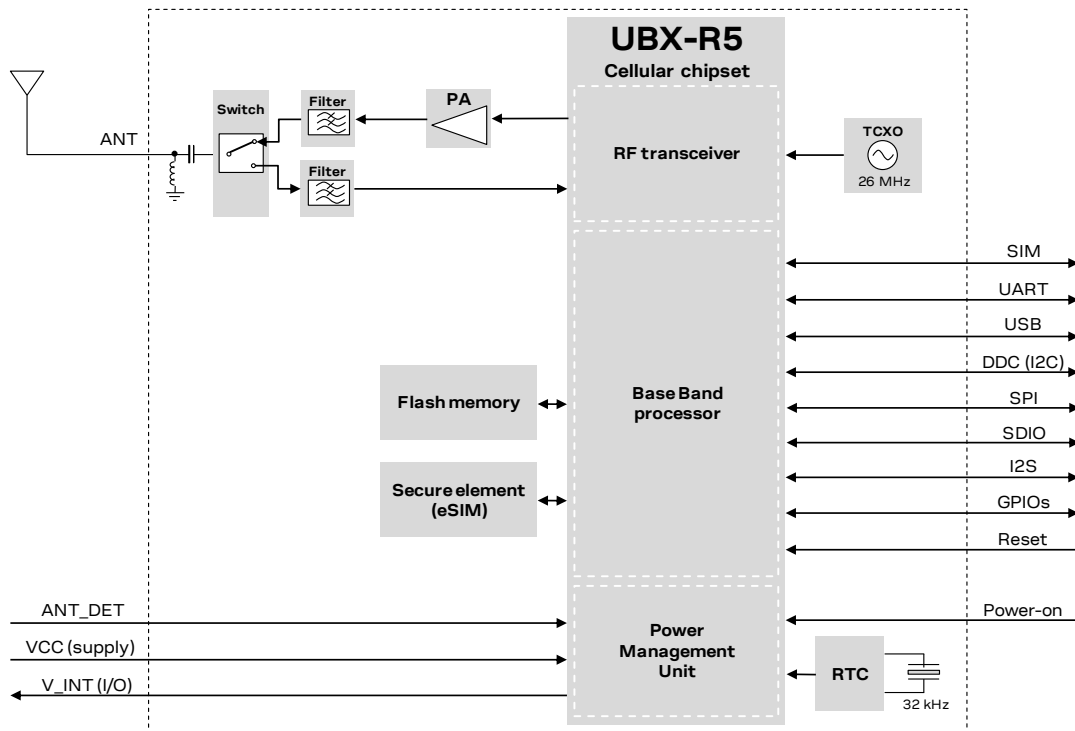 UBX-R5
Cellular chipset
ANT
Switch
Filter
PA
Filter
RF transceiver
TCXO
26 MHz
SIM
UART
USB
DDC (I2C)
SPI
SDIO
I2S
GPIOs
Reset
Flash memory
Base Band
processor
Secure element
(eSIM)
ANT_DET
VCC (supply)
V_INT (I/O)
Power
Management
Unit
Power-on
RTC
32 kHz